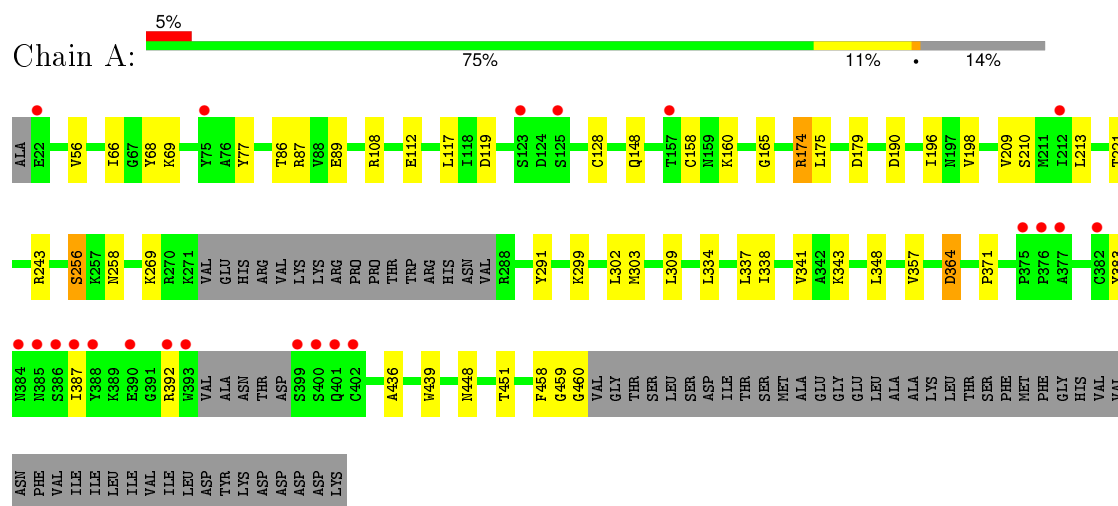 5%
Chain A:
75% 11% • 14%
ALA E22 V56 I66 G67 Y68 K69 Y75 A76 Y77 T86 R87 V88 E89 R108 E112 L117 I118 D119 S123 D124 S125 C128 Q148 T157 C158 N159 K160 G165 R174 L175 D179 D190 I196 N197 V198 V209 S210 M211 I212 L213 T221
R243 S256 K257 N258 K269 R270 K271 VAL GLU HIS ARG VAL LYS LYS ARG PRO PRO THR TRP ARG HIS ASN VAL R288 Y291 K299 L302 M303 L309 L334 L337 I338 V341 A342 K343 L348 V357 D364 P371 P375 P376 A377 C382 Y383
N384 N385 S386 I387 Y388 K389 E390 G391 R392 W393 VAL ALA ASN THR ASP S399 S400 Q401 C402 A436 W439 N448 T451 F458 G459 G460 VAL GLY THR SER LEU SER ASP ILE THR SER MET ALA GLU GLY GLU LEU ALA ALA LYS LEU THR SER PHE PHE MET PHE GLY HIS VAL VAL
ASN PHE VAL ILE ILE LEU ILE VAL ILE LEU ASP TYR LYS ASP ASP ASP ASP LYS